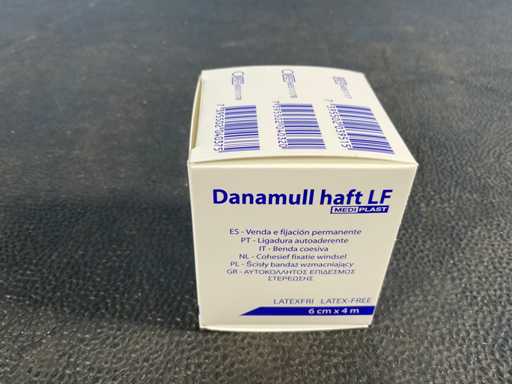 Danamull haft LF
MEDIPLAST
ES - Venda e fijación permanente
PT - Ligadura autoaderente
IT - Benda coesiva
NL - Cohesief fixatie windsel
PL - Ścisły bandaż wzmacniający
GR - ΑΥΤΟΚΟΛΛΗΤΟΣ ΕΠΙΔΕΣΜΟΣ
ΣΤΕΡΕΩΣΗΣ
LATEXFRI LATEX-FREE
6 cm x 4 m